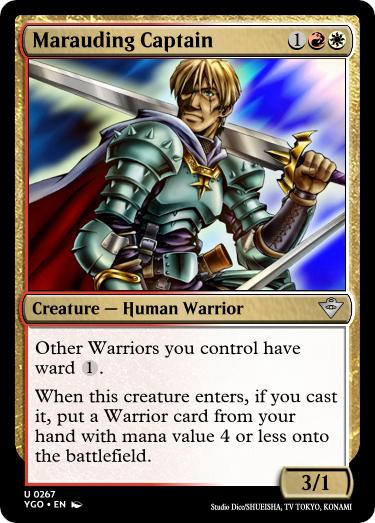 Marauding Captain 1
Creature — Human Warrior
Other Warriors you control have
ward 1.
When this creature enters, if you cast
it, put a Warrior card from your
hand with mana value 4 or less onto
the battlefield.
3/1
U 0267
YGO • EN
Studio Dice/SHUEISHA, TV TOKYO, KONAMI